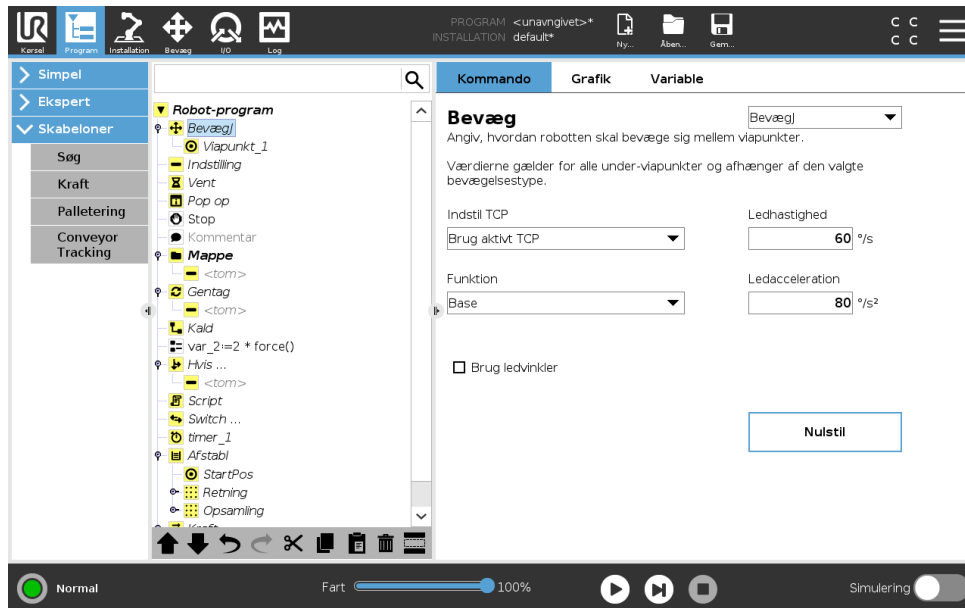 PROGRAM <unavngivet>*
INSTALLATION default*
Kørsel
Program
Installation
Bevæg
I/O
Log
Ny...
Åben...
Gem...
C C
C C
Simpel
Ekspert
Skabeloner
Søg
Kraft
Palletering
Conveyor
Tracking
Robot-program
BevægJ
Viapunkt_1
Indstilling
Vent
Pop op
Stop
Kommentar
Mappe
<tom>
Gentag
<tom>
Kald
var_2:=2 * force()
Hvis ...
<tom>
Script
Switch ...
timer_1
Afstabl
StartPos
Retning
Opsamling
Kraft
Kommando
Grafik
Variable
Bevæg
BevægJ
Angiv, hvordan robotten skal bevæge sig mellem viapunkter.
Værdierne gælder for alle under-viapunkter og afhænger af den valgte
bevægelsestype.
Indstil TCP
Ledhastighed
Brug aktivt TCP
60 °/s
Funktion
Ledacceleration
Base
80 °/s²
Brug ledvinkler
Nulstil
Normal
Fart
100%
Simulering